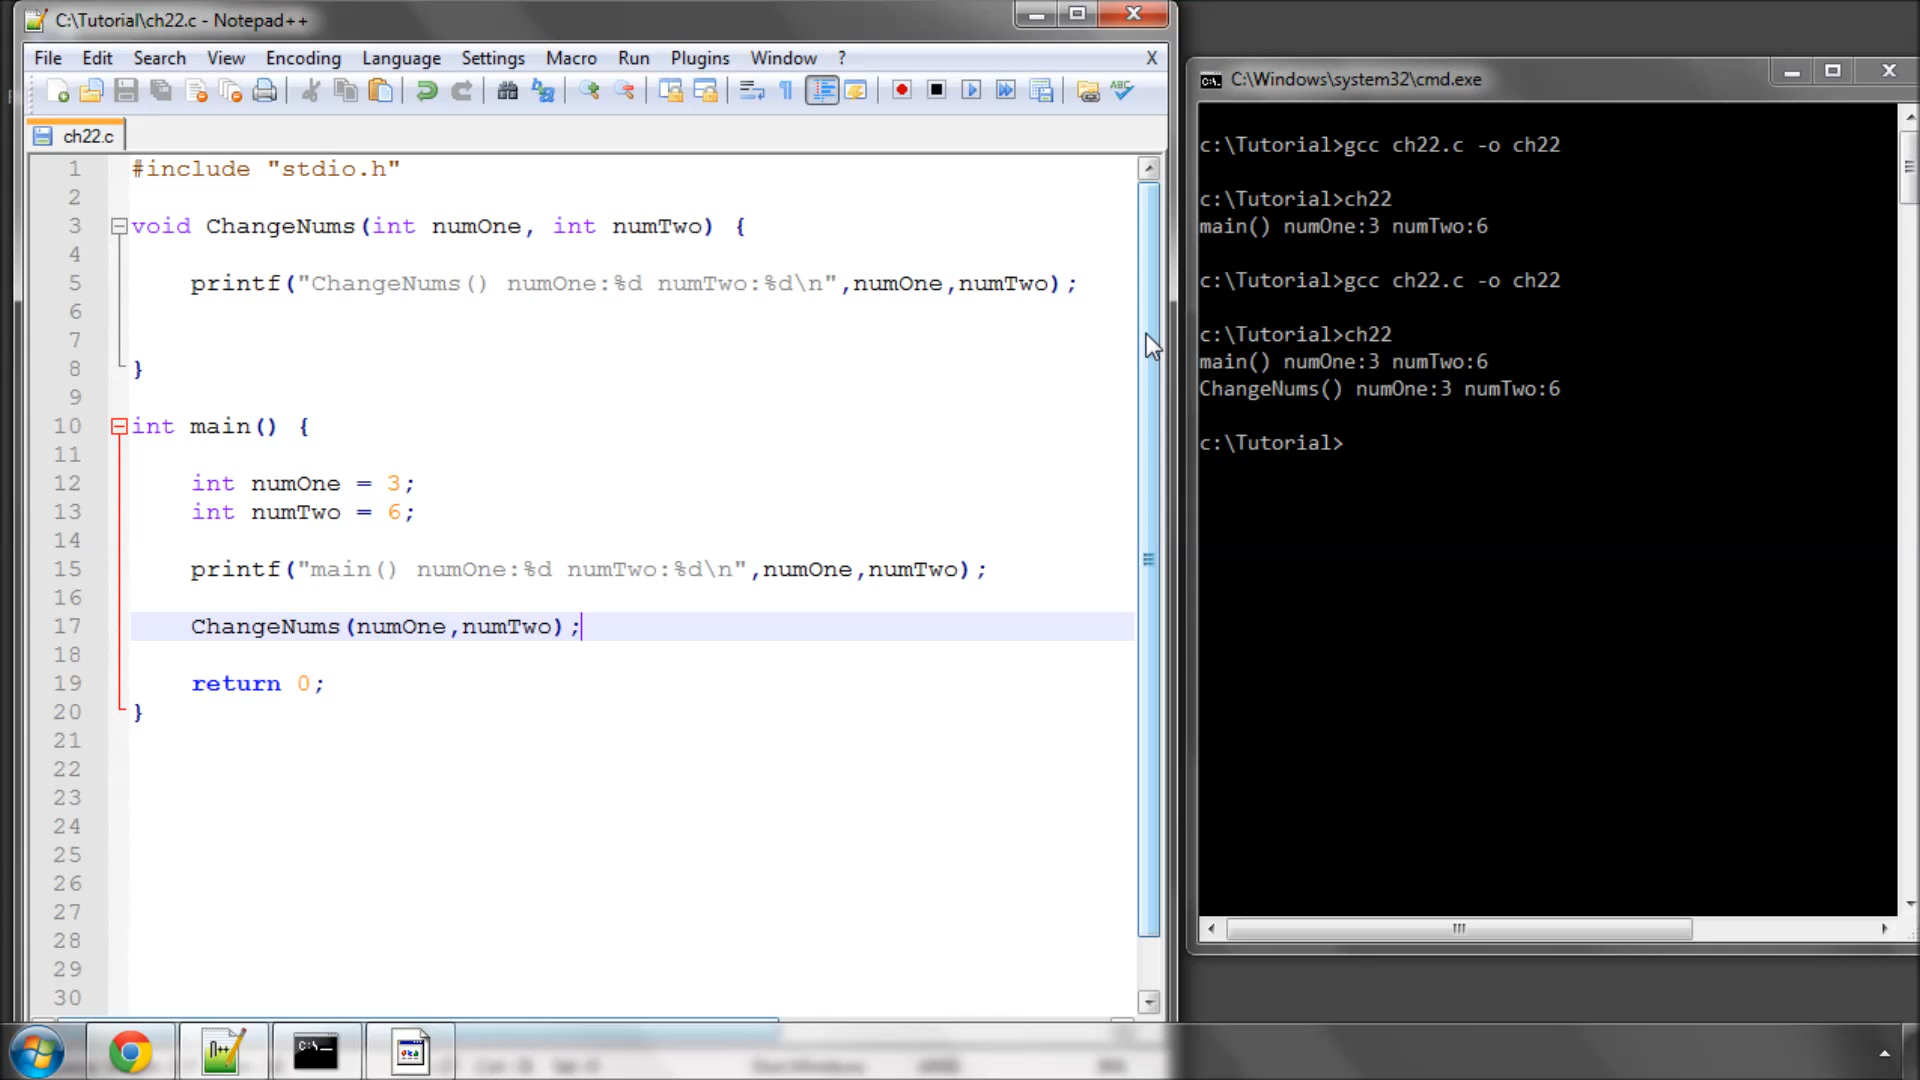 C:\Tutorial\ch22.c - Notepad++
File Edit Search View Encoding Language Settings Macro Run Plugins Window ? X
ch22.c
1 #include "stdio.h"
2
3 void ChangeNums(int numOne, int numTwo) {
4
5 printf("ChangeNums() numOne:%d numTwo:%d\n",numOne,numTwo);
6
7
8 }
9
10 int main() {
11
12 int numOne = 3;
13 int numTwo = 6;
14
15 printf("main() numOne:%d numTwo:%d\n",numOne,numTwo);
16
17 ChangeNums(numOne,numTwo);
18
19 return 0;
20 }
21
22
23
24
25
26
27
28
29
30
C:\Windows\system32\cmd.exe
c:\Tutorial>gcc ch22.c -o ch22
c:\Tutorial>ch22
main() numOne:3 numTwo:6
c:\Tutorial>gcc ch22.c -o ch22
c:\Tutorial>ch22
main() numOne:3 numTwo:6
ChangeNums() numOne:3 numTwo:6
c:\Tutorial>